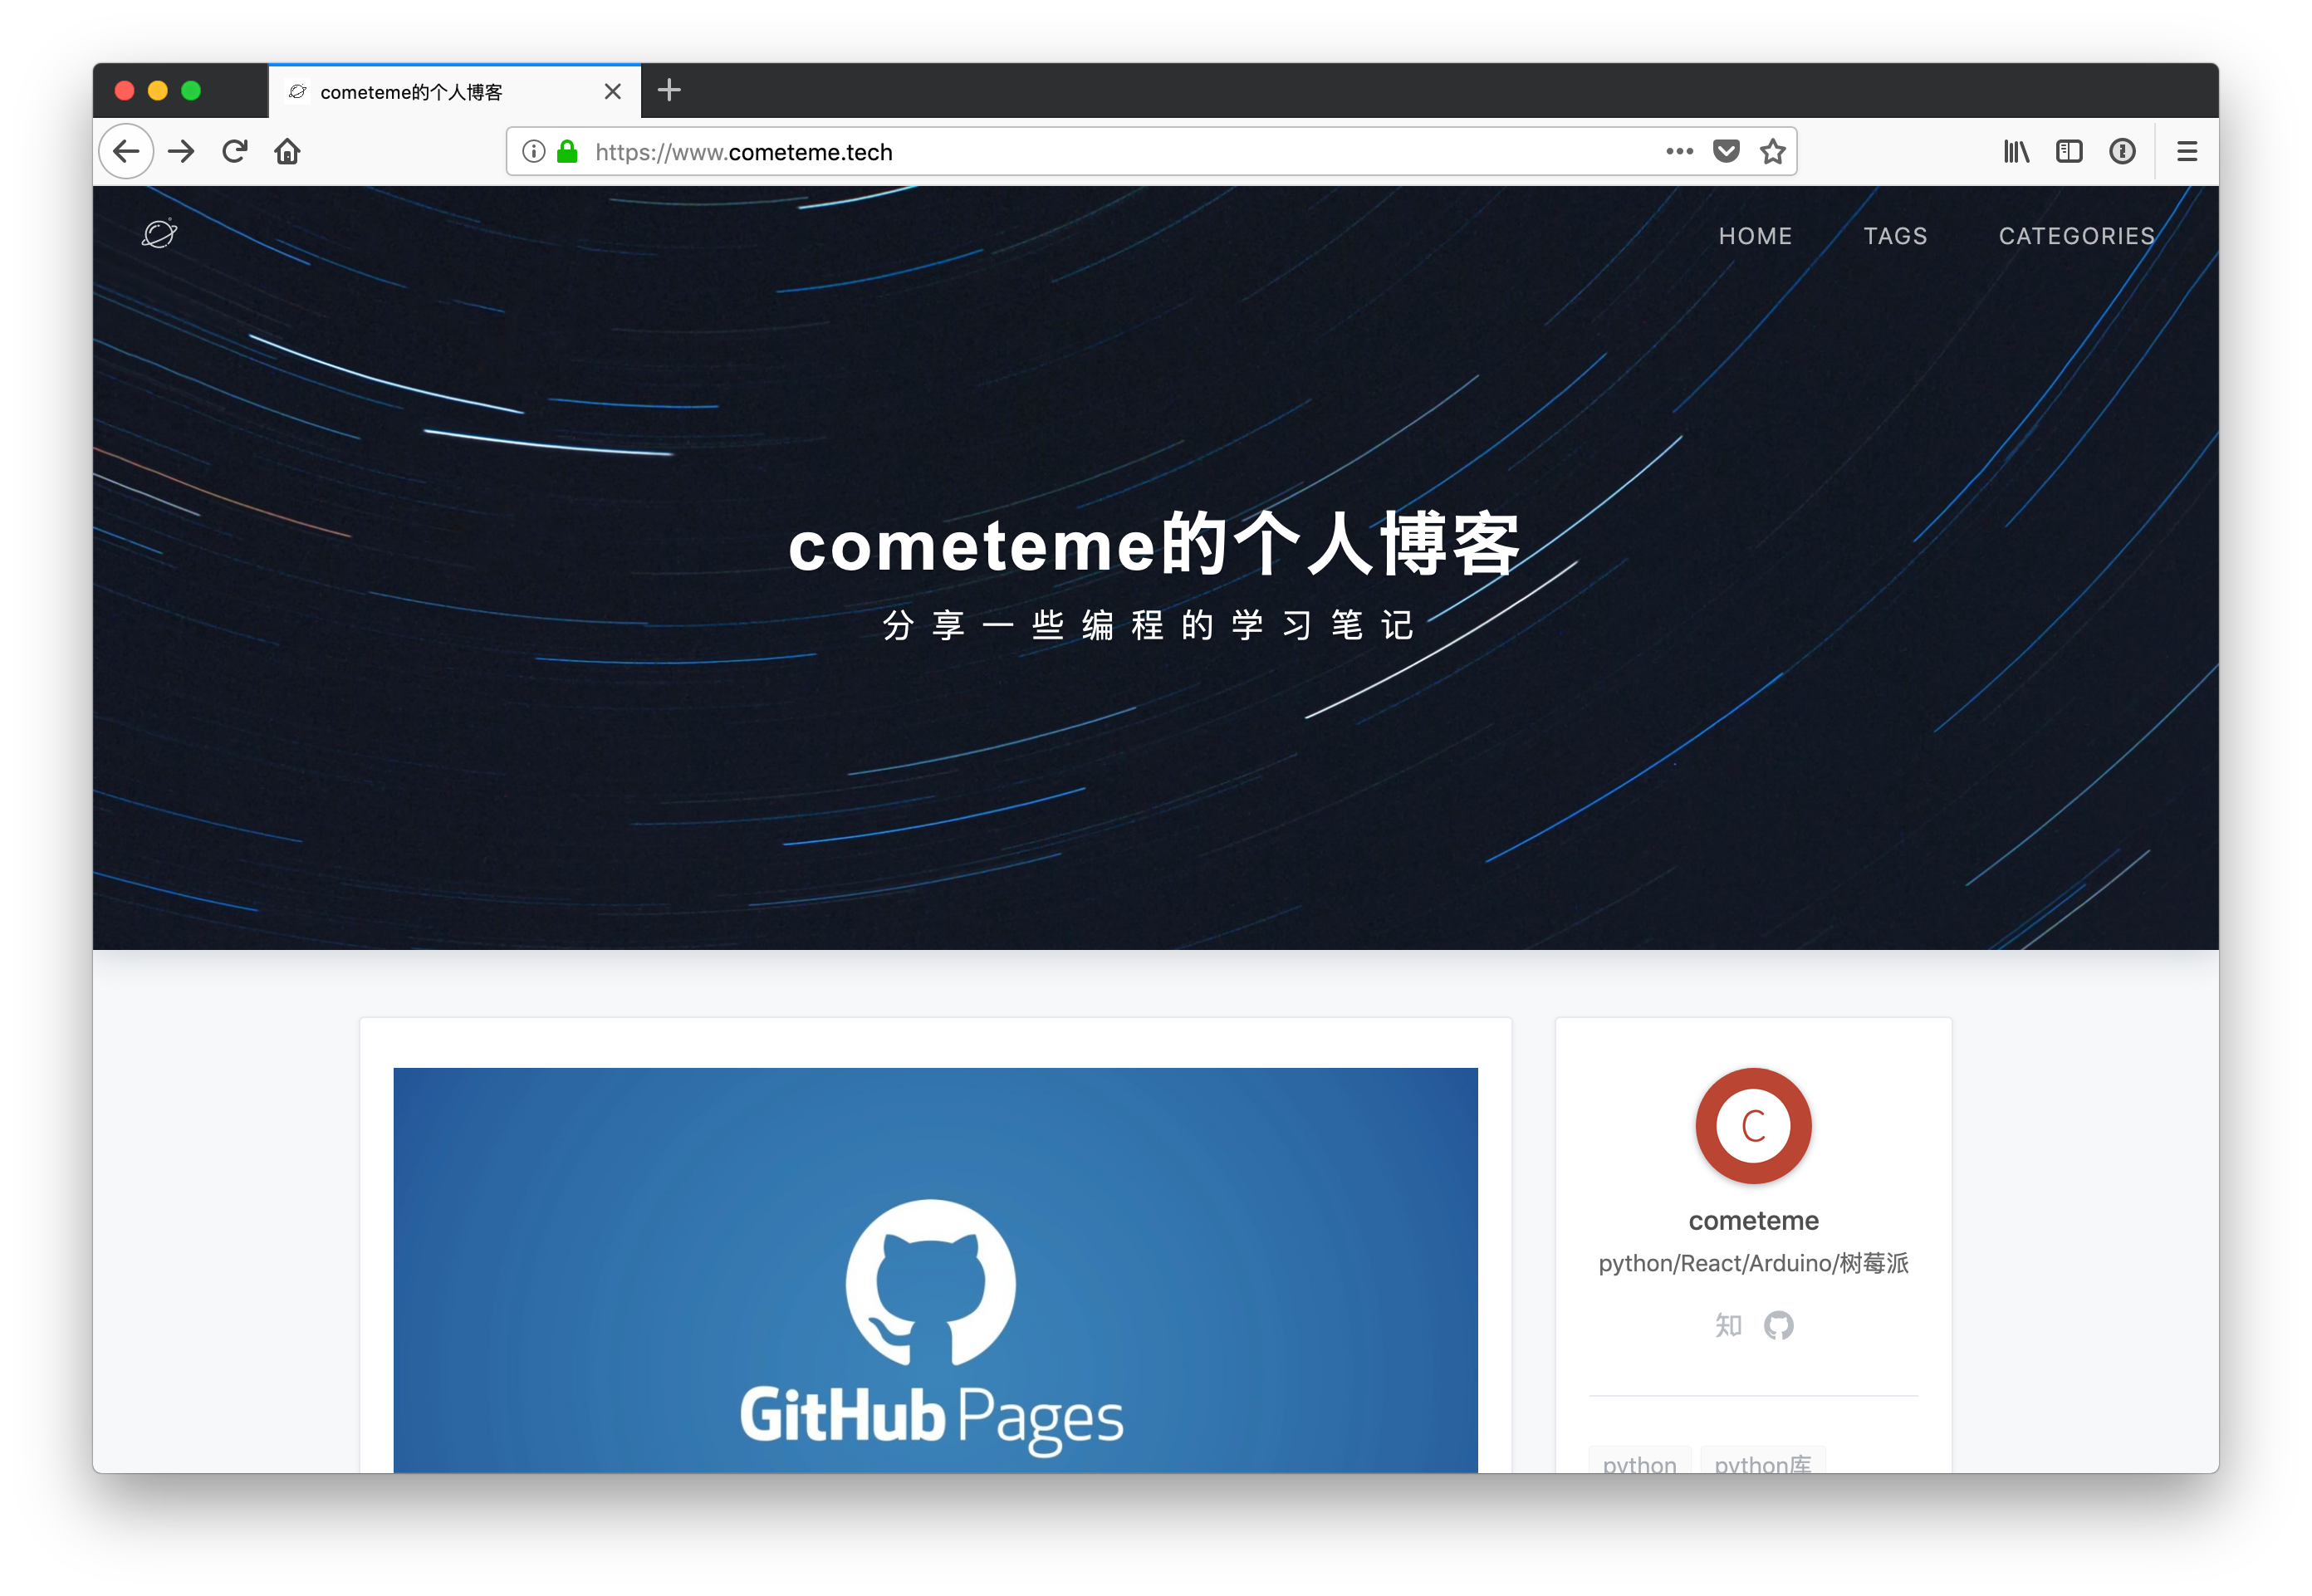 cometeme的个人博客
https://www.cometeme.tech
HOME TAGS CATEGORIES
cometeme的个人博客
分享一些编程的学习笔记
GitHub Pages
C
cometeme
python/React/Arduino/树莓派
知
python python库